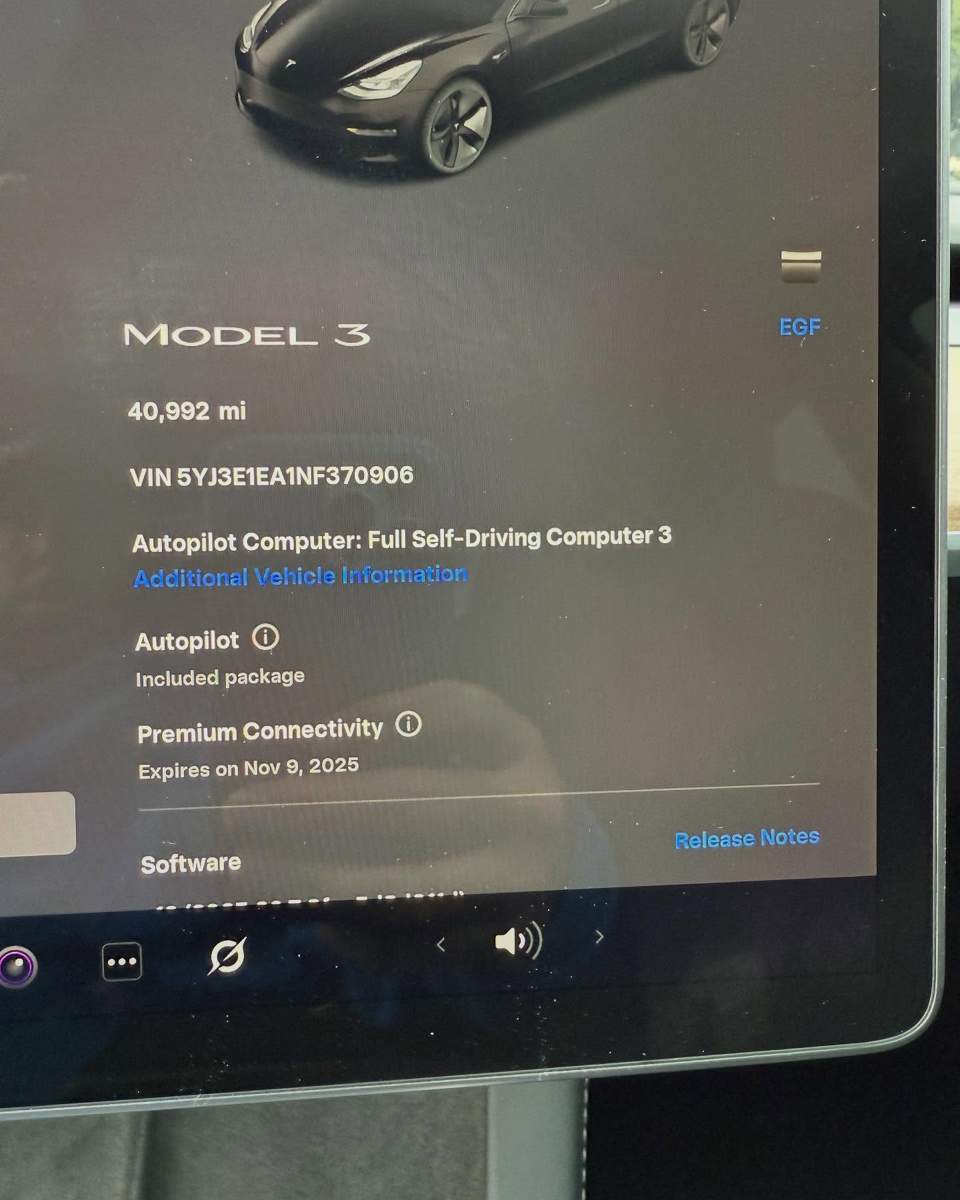 MODEL 3
EGF
40,992 mi
VIN 5YJ3E1EA1NF370906
Autopilot Computer: Full Self-Driving Computer 3
Additional Vehicle Information
Autopilot
Included package
Premium Connectivity
Expires on Nov 9, 2025
Release Notes
Software